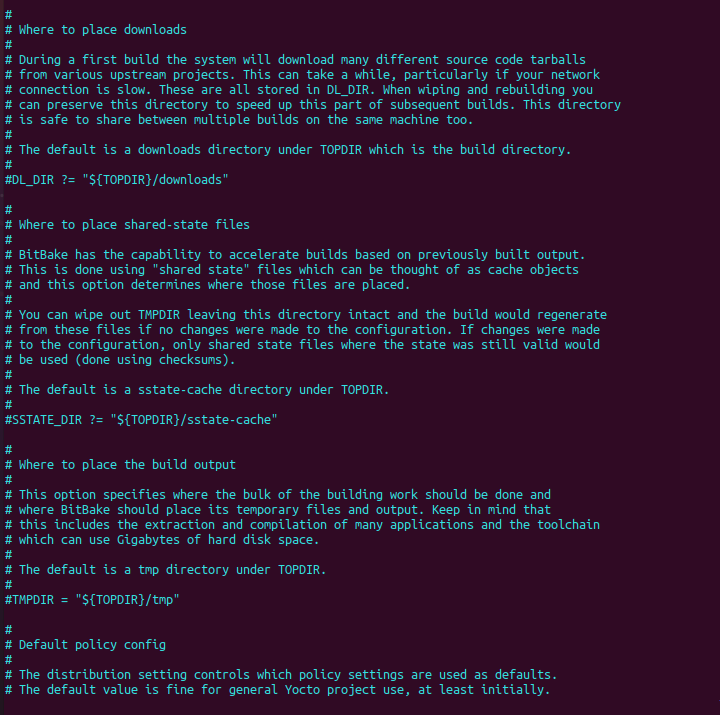 #
# Where to place downloads
#
# During a first build the system will download many different source code tarballs
# from various upstream projects. This can take a while, particularly if your network
# connection is slow. These are all stored in DL_DIR. When wiping and rebuilding you
# can preserve this directory to speed up this part of subsequent builds. This directory
# is safe to share between multiple builds on the same machine too.
#
# The default is a downloads directory under TOPDIR which is the build directory.
#
#DL_DIR ?= "${TOPDIR}/downloads"

#
# Where to place shared-state files
#
# BitBake has the capability to accelerate builds based on previously built output.
# This is done using "shared state" files which can be thought of as cache objects
# and this option determines where those files are placed.
#
# You can wipe out TMPDIR leaving this directory intact and the build would regenerate
# from these files if no changes were made to the configuration. If changes were made
# to the configuration, only shared state files where the state was still valid would
# be used (done using checksums).
#
# The default is a sstate-cache directory under TOPDIR.
#
#SSTATE_DIR ?= "${TOPDIR}/sstate-cache"

#
# Where to place the build output
#
# This option specifies where the bulk of the building work should be done and
# where BitBake should place its temporary files and output. Keep in mind that
# this includes the extraction and compilation of many applications and the toolchain
# which can use Gigabytes of hard disk space.
#
# The default is a tmp directory under TOPDIR.
#
#TMPDIR = "${TOPDIR}/tmp"

#
# Default policy config
#
# The distribution setting controls which policy settings are used as defaults.
# The default value is fine for general Yocto project use, at least initially.